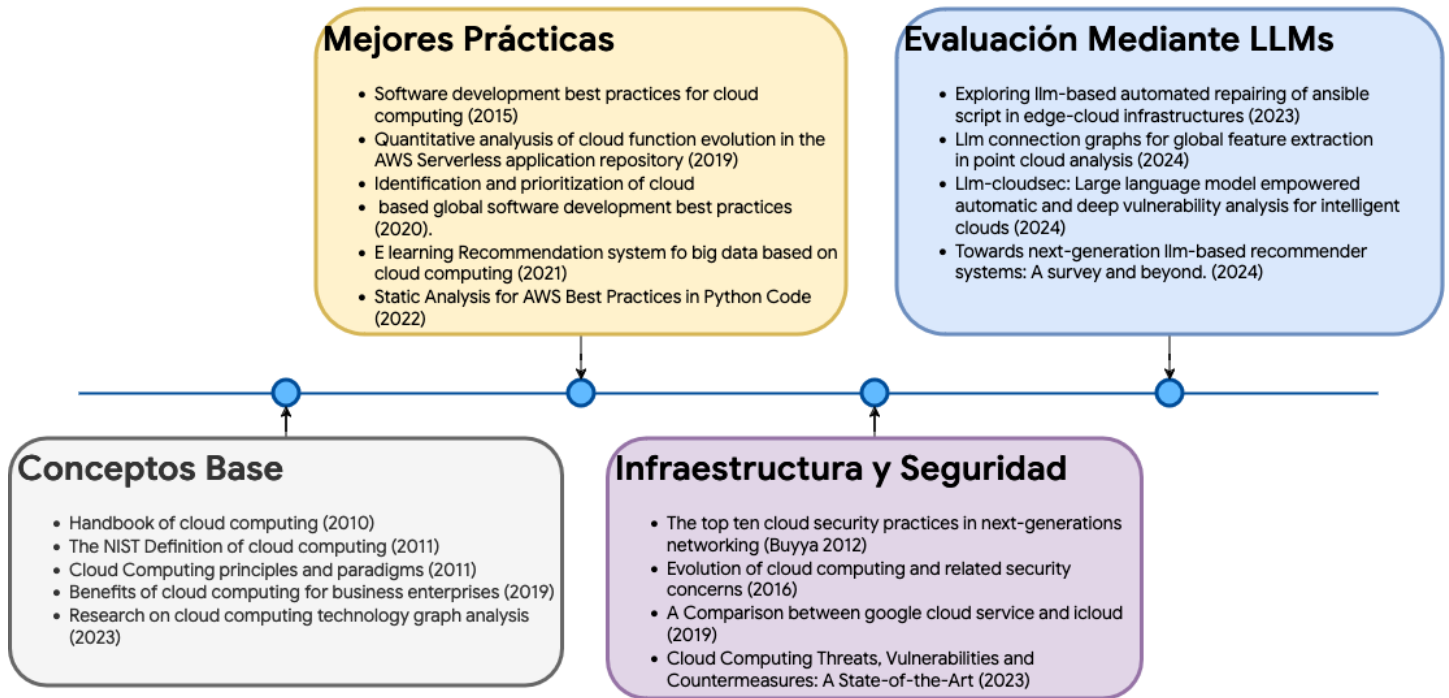 Mejores Prácticas
• Software development best practices for cloud
computing (2015)
• Quantitative analysis of cloud function evolution in the
AWS Serverless application repository (2019)
• Identification and prioritization of cloud
• based global software development best practices
(2020).
• E learning Recommendation system fo big data based on
cloud computing (2021)
• Static Analysis for AWS Best Practices in Python Code
(2022)
Evaluación Mediante LLMs
• Exploring llm-based automated repairing of ansible
script in edge-cloud infrastructures (2023)
• Llm connection graphs for global feature extraction
in point cloud analysis (2024)
• Llm-cloudsec: Large language model empowered
automatic and deep vulnerability analysis for intelligent
clouds (2024)
• Towards next-generation llm-based recommender
systems: A survey and beyond. (2024)
Conceptos Base
• Handbook of cloud computing (2010)
• The NIST Definition of cloud computing (2011)
• Cloud Computing principles and paradigms (2011)
• Benefits of cloud computing for business enterprises (2019)
• Research on cloud computing technology graph analysis
(2023)
Infraestructura y Seguridad
• The top ten cloud security practices in next-generations
networking (Buyya 2012)
• Evolution of cloud computing and related security
concerns (2016)
• A Comparison between google cloud service and icloud
(2019)
• Cloud Computing Threats, Vulnerabilities and
Countermeasures: A State-of-the-Art (2023)